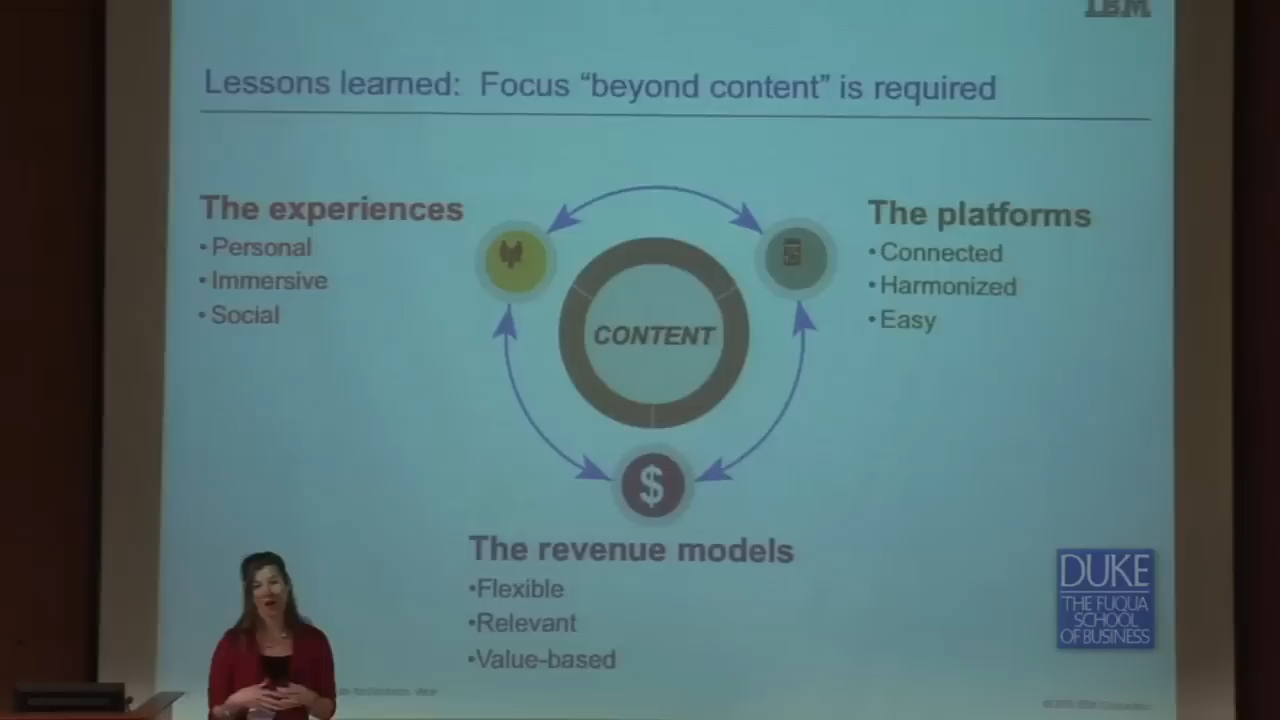 IBM
Lessons learned: Focus “beyond content” is required
The experiences
• Personal
• Immersive
• Social
The platforms
• Connected
• Harmonized
• Easy
CONTENT
$
The revenue models
•Flexible
•Relevant
•Value-based
DUKE
THE FUQUA
SCHOOL
OF BUSINESS